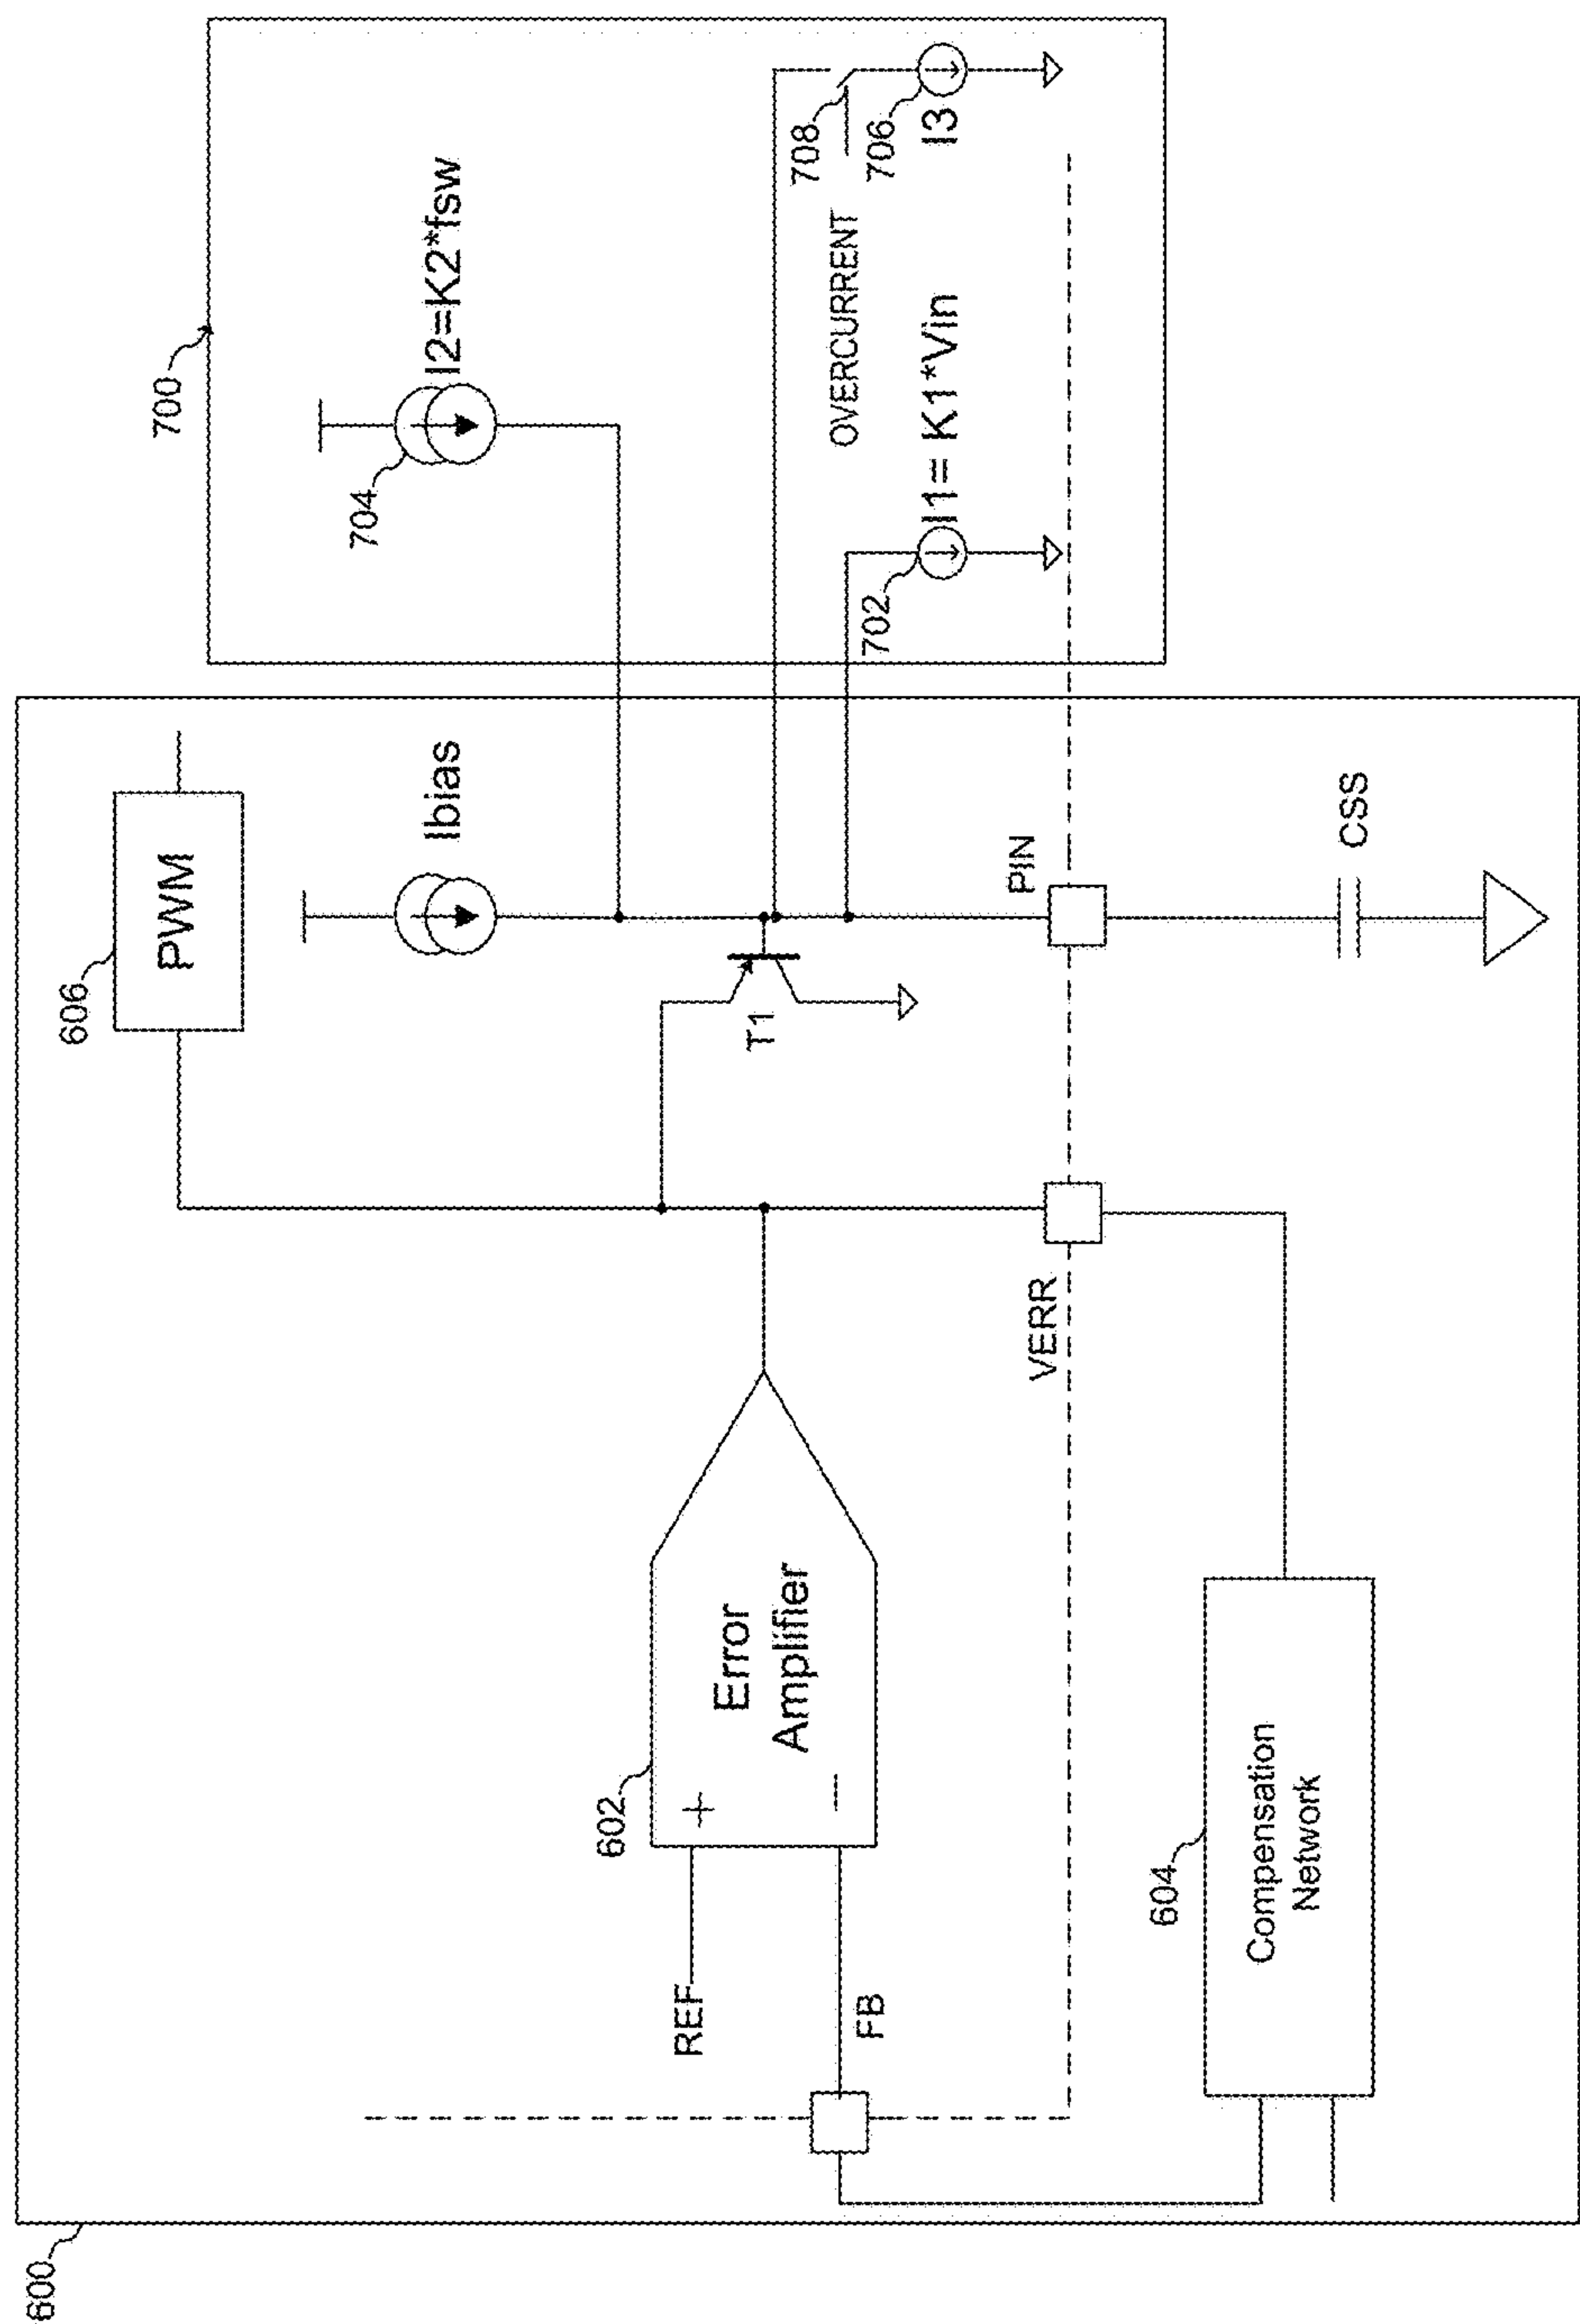 600
606
PWM
Ibias
700
704
I2=K2*fsw
602
REF
+
−
Error
Amplifier
FB
T1
708
OVERCURRENT
706
I3
702
I1= K1*Vin
VERR
PIN
604
Compensation
Network
CSS